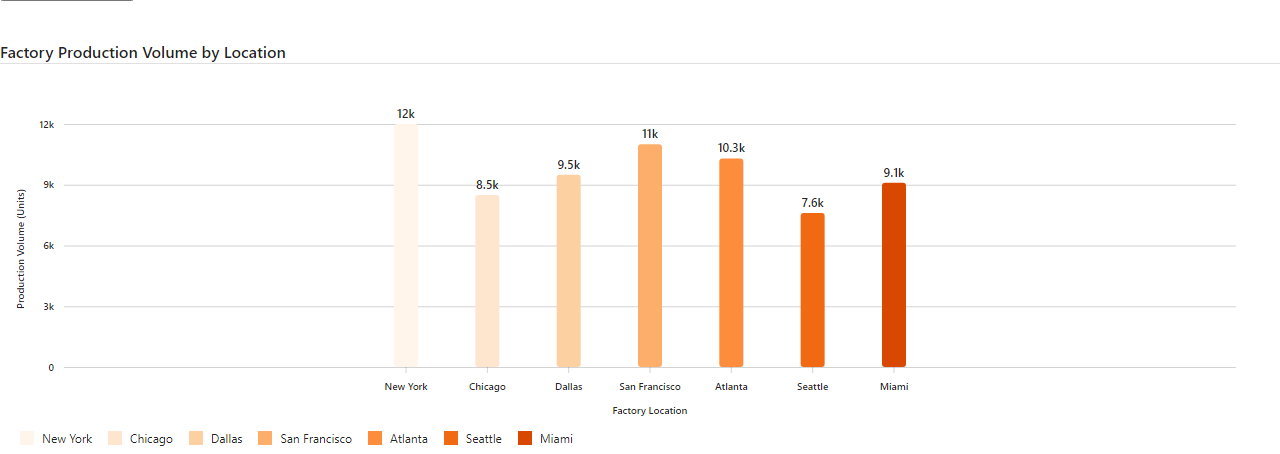 Factory Production Volume by Location
12k
11k
10.3k
9.5k
9.1k
8.5k
7.6k
12k
9k
6k
3k
0
Production Volume (Units)
New York Chicago Dallas San Francisco Atlanta Seattle Miami
Factory Location
New York Chicago Dallas San Francisco Atlanta Seattle Miami